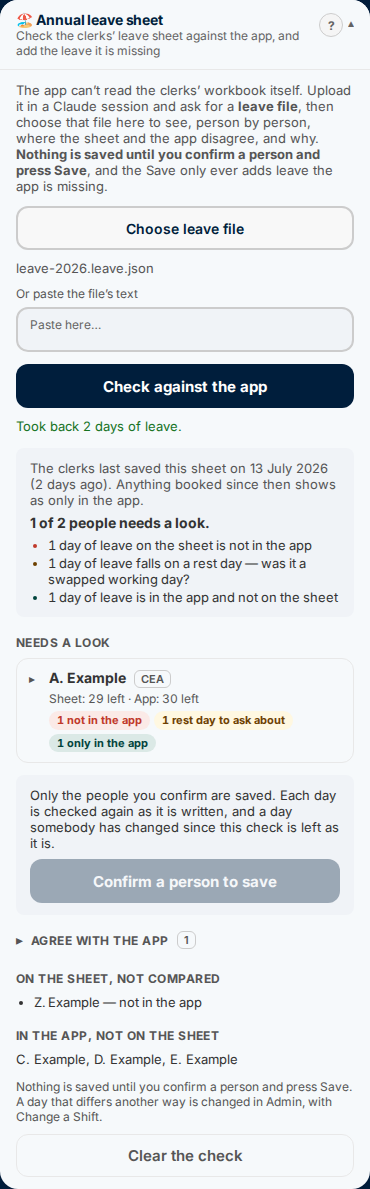 🏖️ Annual leave sheet
Check the clerks' leave sheet against the app, and
add the leave it is missing
?
▲
The app can't read the clerks' workbook itself. Upload
it in a Claude session and ask for a leave file, then
choose that file here to see, person by person,
where the sheet and the app disagree, and why.
Nothing is saved until you confirm a person and
press Save, and the Save only ever adds leave the
app is missing.
Choose leave file
leave-2026.leave.json
Or paste the file's text
Paste here...
Check against the app
Took back 2 days of leave.
The clerks last saved this sheet on 13 July 2026
(2 days ago). Anything booked since then shows
as only in the app.
1 of 2 people needs a look.
• 1 day of leave on the sheet is not in the app
• 1 day of leave falls on a rest day — was it a
swapped working day?
• 1 day of leave is in the app and not on the sheet
NEEDS A LOOK
▸ A. Example CEA
Sheet: 29 left · App: 30 left
1 not in the app 1 rest day to ask about
1 only in the app
Only the people you confirm are saved. Each day
is checked again as it is written, and a day
somebody has changed since this check is left as
it is.
Confirm a person to save
▸ AGREE WITH THE APP 1
ON THE SHEET, NOT COMPARED
• Z. Example — not in the app
IN THE APP, NOT ON THE SHEET
C. Example, D. Example, E. Example
Nothing is saved until you confirm a person and press Save.
A day that differs another way is changed in Admin, with
Change a Shift.
Clear the check